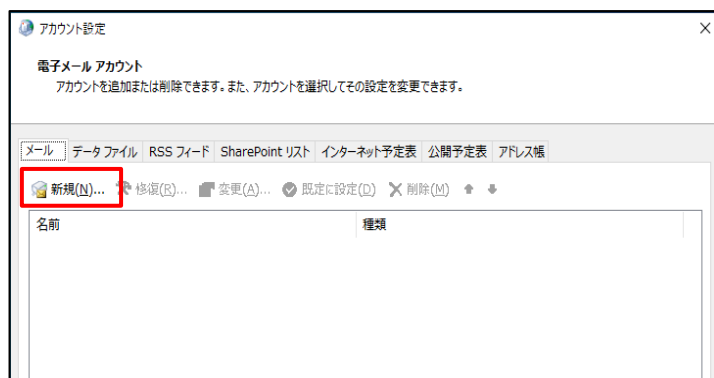 アカウント設定
電子メール アカウント
アカウントを追加または削除できます。また、アカウントを選択してその設定を変更できます。
メール データ ファイル RSS フィード SharePoint リスト インターネット予定表 公開予定表 アドレス帳
新規(N)... 修復(R)... 変更(A)... 既定に設定(D) 削除(M)
名前 種類